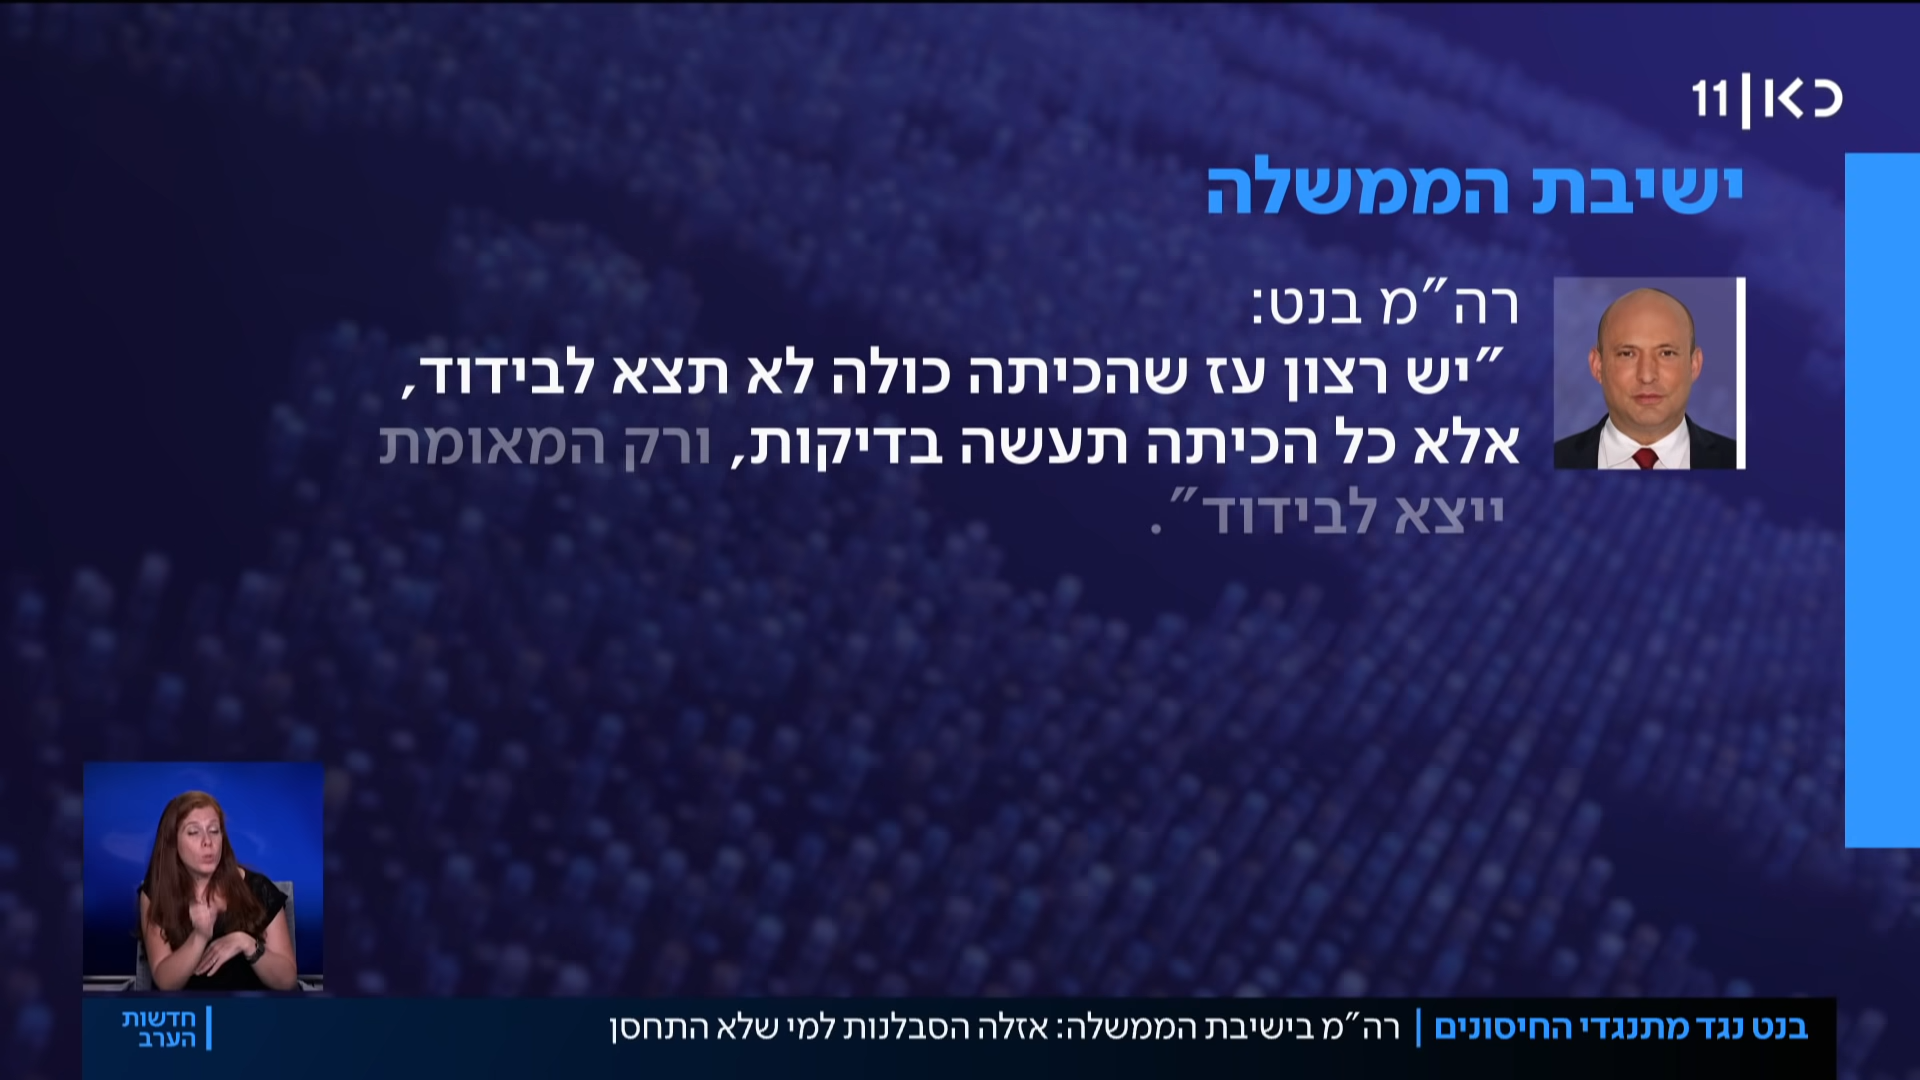 כאן|11
ישיבת הממשלה
רה"מ בנט:
"יש רצון עז שהכיתה כולה לא תצא לבידוד,
אלא כל הכיתה תעשה בדיקות, ורק המאומת
ייצא לבידוד".
בנט נגד מתנגדי החיסונים | רה"מ בישיבת הממשלה: אזלה הסבלנות למי שלא התחסן
חדשות
הערב